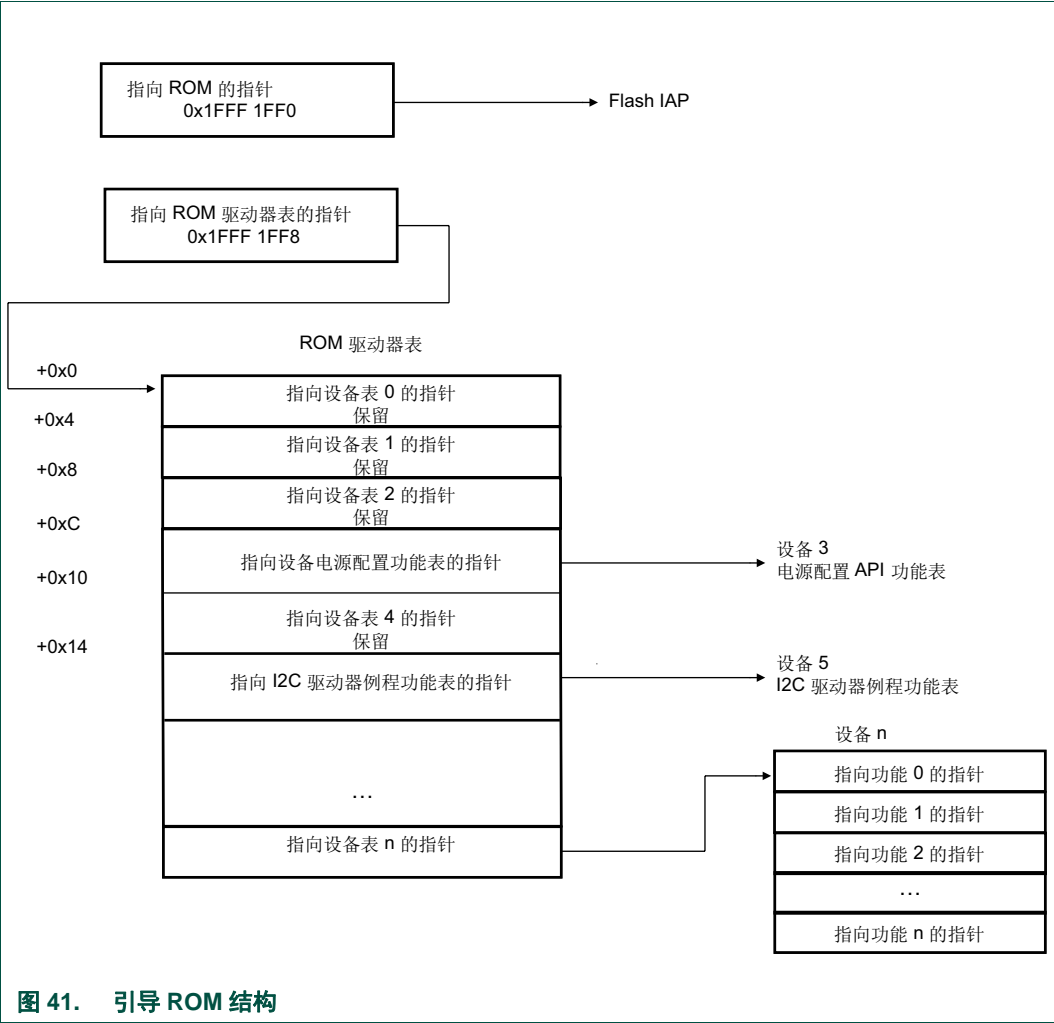 指向 ROM 的指针
0x1FFF 1FF0
Flash IAP
指向 ROM 驱动器表的指针
0x1FFF 1FF8
ROM 驱动器表
+0x0
指向设备表 0 的指针
保留
+0x4
指向设备表 1 的指针
保留
+0x8
指向设备表 2 的指针
保留
+0xC
指向设备电源配置功能表的指针
设备 3
电源配置 API 功能表
+0x10
指向设备表 4 的指针
保留
+0x14
指向 I2C 驱动器例程功能表的指针
设备 5
I2C 驱动器例程功能表
…
指向设备表 n 的指针
设备 n
指向功能 0 的指针
指向功能 1 的指针
指向功能 2 的指针
…
指向功能 n 的指针
图 41. 引导 ROM 结构